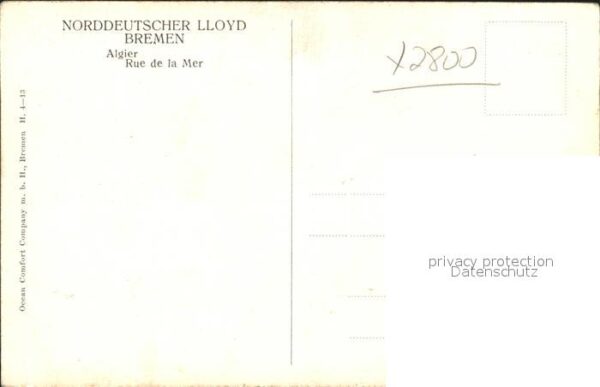 NORDDEUTSCHER LLOYD
BREMEN
Algier
Rue de la Mer
X2800
Ocean Comfort Company m. b. H., Bremen H. 4—13
privacy protection
Datenschutz